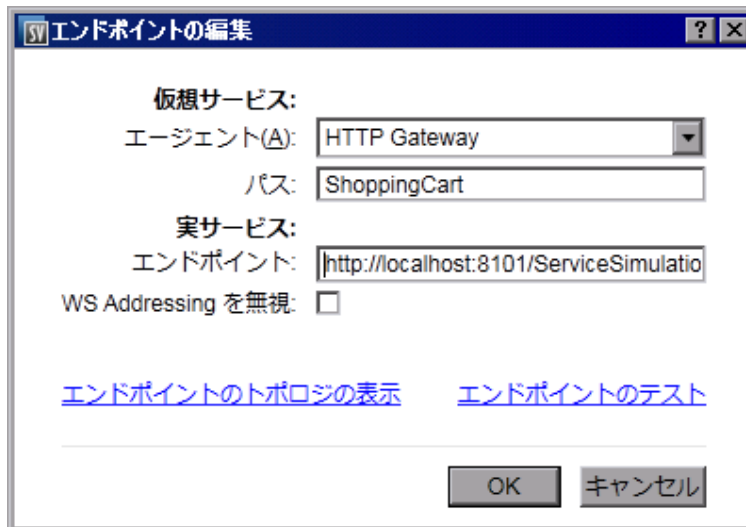 SV エンドポイントの編集 ? ×
仮想サービス:
エージェント(A): HTTP Gateway
パス: ShoppingCart
実サービス:
エンドポイント: http://localhost:8101/ServiceSimulatio
WS Addressing を無視:
エンドポイントのトポロジの表示 エンドポイントのテスト
OK キャンセル